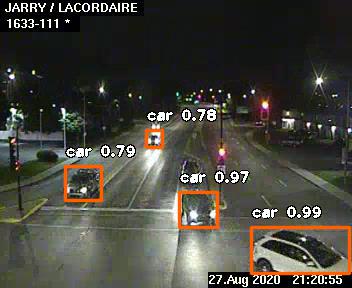 JARRY / LACORDAIRE
1633-111 *
car 0.78
car 0.79
car 0.97
car 0.99
27.Aug 2020 21:20:55